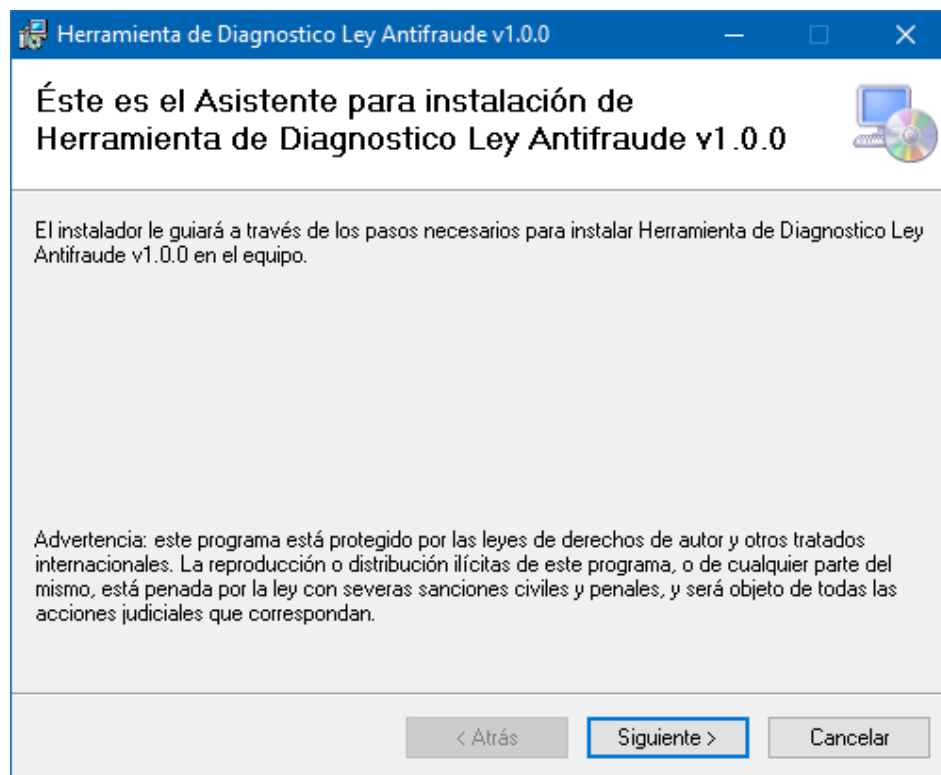 Herramienta de Diagnostico Ley Antifraude v1.0.0
Éste es el Asistente para instalación de
Herramienta de Diagnostico Ley Antifraude v1.0.0
El instalador le guiará a través de los pasos necesarios para instalar Herramienta de Diagnostico Ley
Antifraude v1.0.0 en el equipo.
Advertencia: este programa está protegido por las leyes de derechos de autor y otros tratados
internacionales. La reproducción o distribución ilícitas de este programa, o de cualquier parte del
mismo, está penada por la ley con severas sanciones civiles y penales, y será objeto de todas las
acciones judiciales que correspondan.
< Atrás
Siguiente >
Cancelar